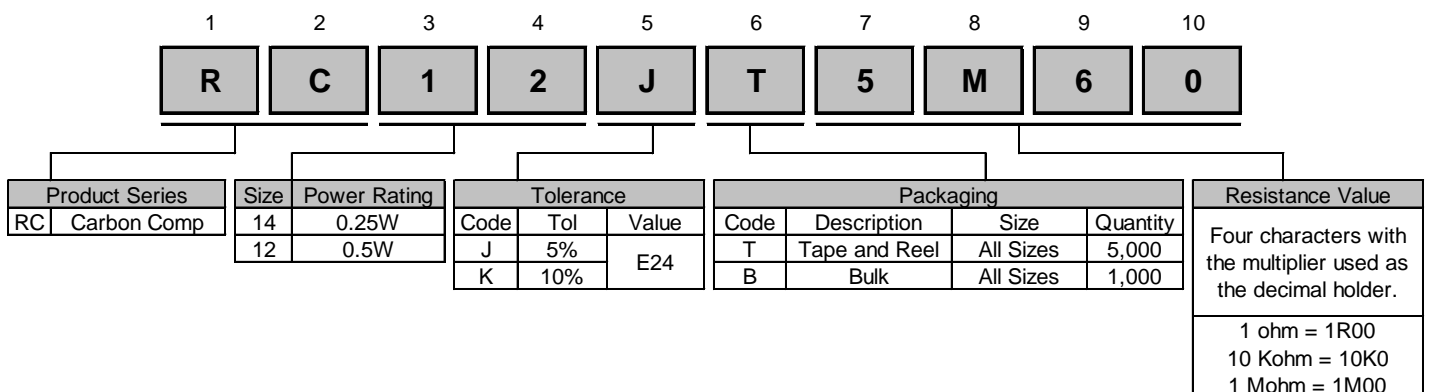 1 2 3 4 5 6 7 8 9 10
R C 1 2 J T 5 M 6 0
Product Series
RC Carbon Comp
Size Power Rating
14 0.25W
12 0.5W
Tolerance
Code Tol Value
J 5% E24
K 10%
Packaging
Code Description Size Quantity
T Tape and Reel All Sizes 5,000
B Bulk All Sizes 1,000
Resistance Value
Four characters with
the multiplier used as
the decimal holder.
1 ohm = 1R00
10 Kohm = 10K0
1 Mohm = 1M00